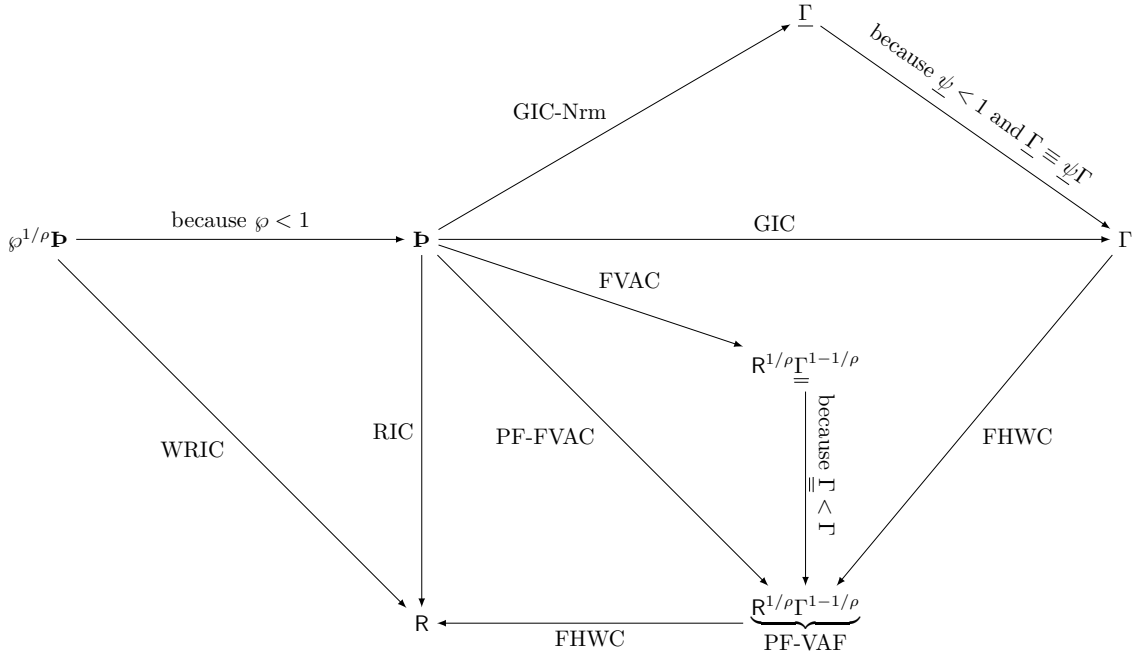 Γ̲
because ψ̲ < 1 and Γ̲ ≡ ψ̲Γ
GIC-Nrm
℘^{1/ρ}Þ
because ℘ < 1
Þ
GIC
Γ
FVAC
R^{1/ρ}Γ̳^{1−1/ρ}
WRIC
RIC
PF-FVAC
because Γ̳ < Γ
FHWC
R
FHWC
R^{1/ρ}Γ^{1−1/ρ}
PF-VAF